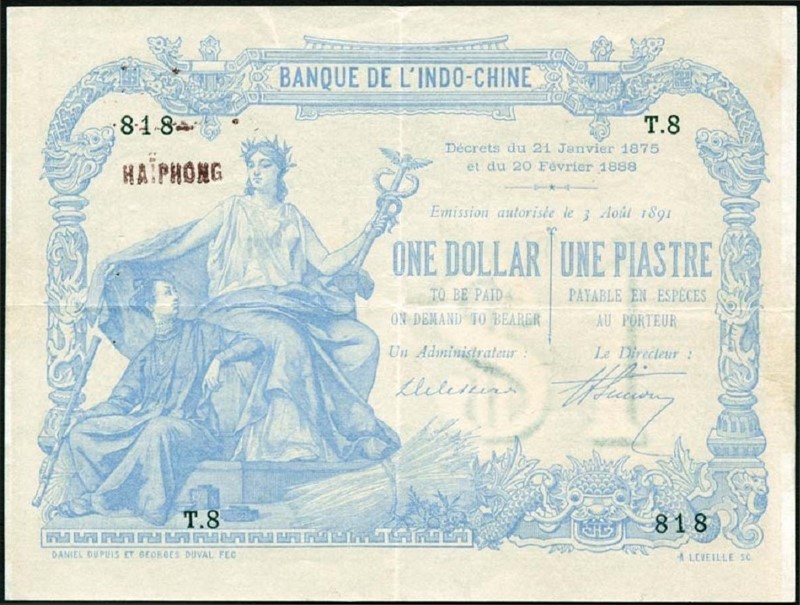 BANQUE DE L'INDO-CHINE
818
T.8
HAÏPHONG
Décrets du 21 Janvier 1875
et du 20 Février 1888
Emission autorisée le 3 Août 1891
ONE DOLLAR
TO BE PAID
ON DEMAND TO BEARER
UNE PIASTRE
PAYABLE EN ESPÈCES
AU PORTEUR
Un Administrateur :
Le Directeur :
T.8
818
DANIEL DUPUIS ET GEORGES DUVAL FEC
A. LEVEILLE SC.